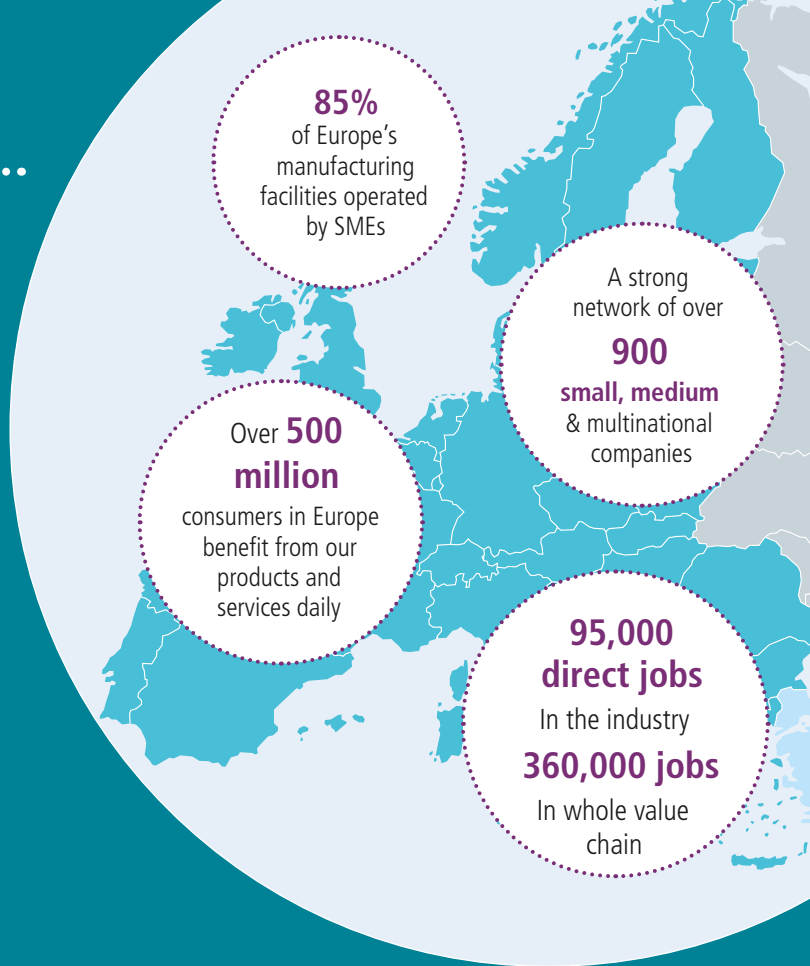 85%
of Europe’s
manufacturing
facilities operated
by SMEs
A strong
network of over
900
small, medium
& multinational
companies
Over 500
million
consumers in Europe
benefit from our
products and
services daily
95,000
direct jobs
In the industry
360,000 jobs
In whole value
chain